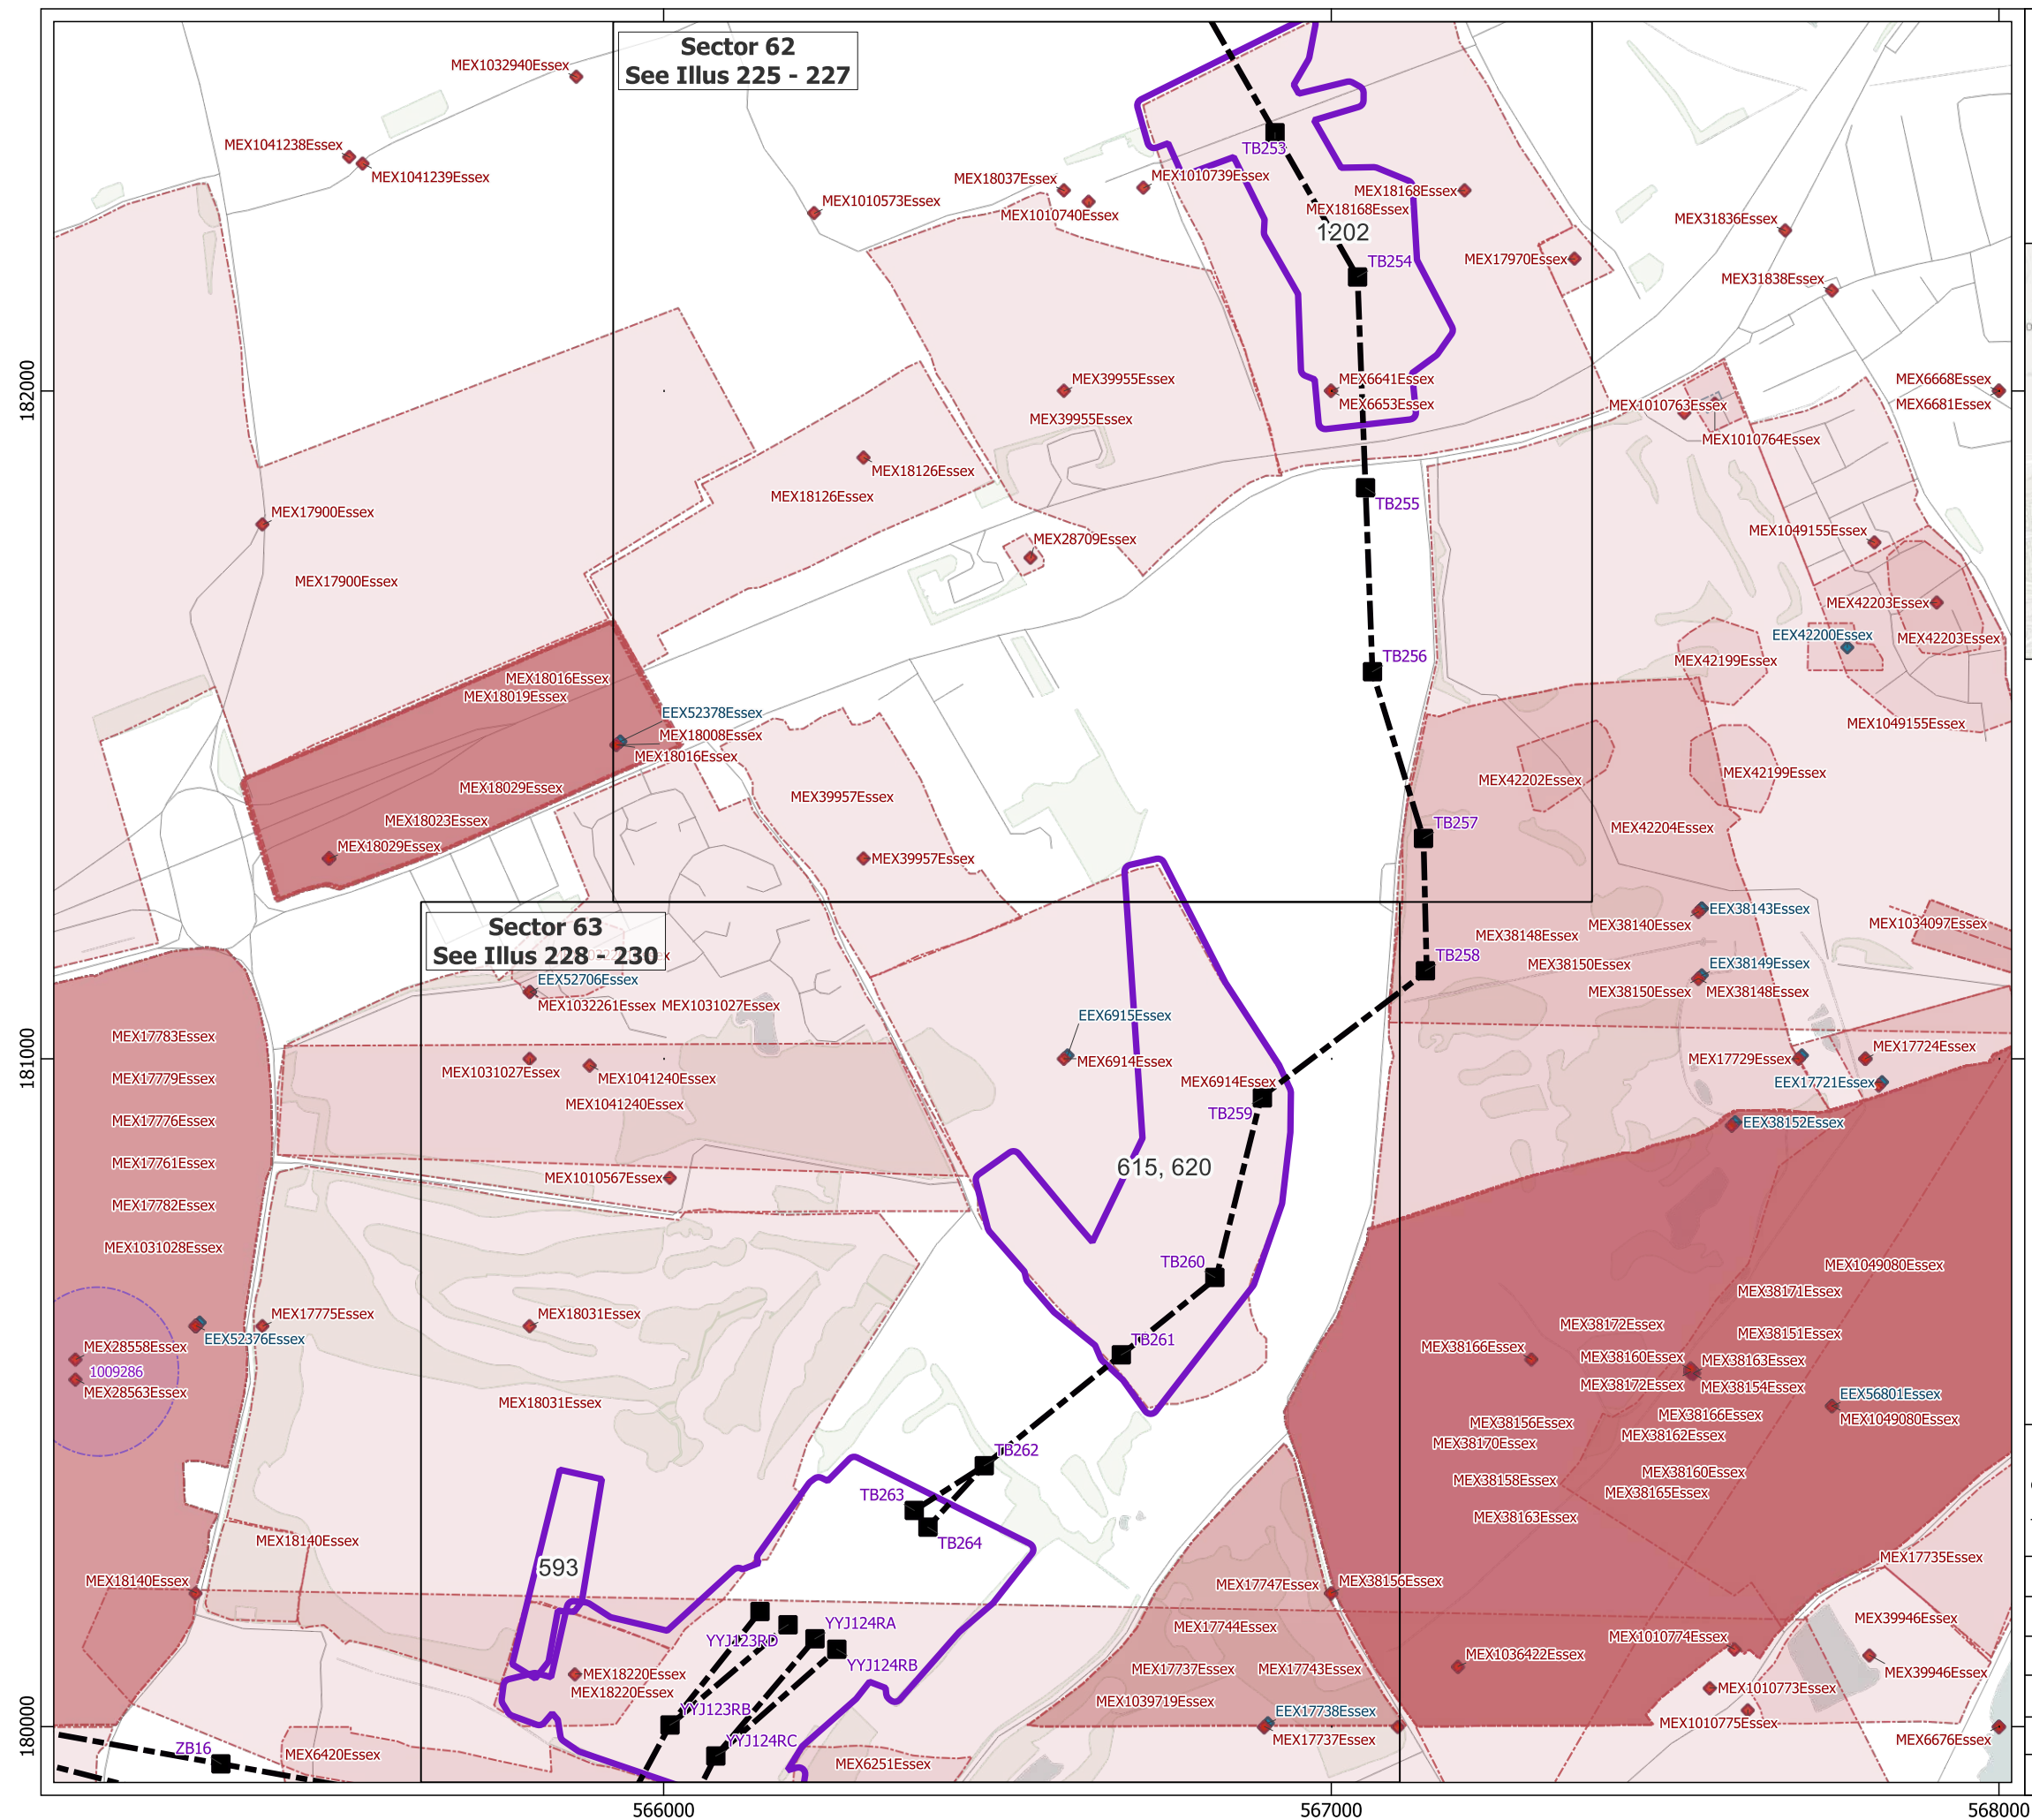 Sector 62
See Illus 225 - 227
MEX1032940Essex
MEX1041238Essex
TB253
MEX1041239Essex
MEX18037Essex
MEX1010739Essex
MEX18168Essex
MEX1010573Essex
MEX1010740Essex
MEX18168Essex
MEX31836Essex
1202
TB254
MEX17970Essex
MEX31838Essex
182000
MEX39955Essex
MEX6641Essex
MEX6668Essex
MEX6653Essex
MEX1010763Essex
MEX6681Essex
MEX39955Essex
MEX1010764Essex
MEX18126Essex
MEX18126Essex
TB255
MEX17900Essex
MEX1049155Essex
MEX28709Essex
MEX17900Essex
MEX42203Essex
EEX42200Essex
MEX42203Essex
TB256
MEX42199Essex
MEX18016Essex
MEX18019Essex
EEX52378Essex
MEX1049155Essex
MEX18008Essex
MEX18016Essex
MEX42199Essex
MEX42202Essex
MEX18029Essex
MEX39957Essex
MEX18023Essex
TB257
MEX42204Essex
MEX18029Essex
MEX39957Essex
EEX38143Essex
Sector 63
See Illus 228 - 230
MEX38140Essex
MEX1034097Essex
MEX38148Essex
TB258
MEX38150Essex
EEX38149Essex
EEX52706Essex
MEX38150Essex
MEX38148Essex
MEX1032261Essex
MEX1031027Essex
EEX6915Essex
MEX17783Essex
181000
MEX6914Essex
MEX17729Essex
MEX17724Essex
MEX1031027Essex
MEX1041240Essex
MEX17779Essex
MEX6914Essex
EEX17721Essex
MEX1041240Essex
TB259
MEX17776Essex
EEX38152Essex
MEX17761Essex
615, 620
MEX1010567Essex
MEX17782Essex
MEX1031028Essex
TB260
MEX1049080Essex
MEX38171Essex
MEX17775Essex
MEX18031Essex
MEX38172Essex
EEX52376Essex
TB261
MEX38151Essex
MEX28558Essex
MEX38166Essex
MEX38160Essex
MEX38163Essex
1009286
MEX38172Essex
MEX38154Essex
MEX28563Essex
EEX56801Essex
MEX18031Essex
MEX38166Essex
MEX1049080Essex
MEX38156Essex
MEX38162Essex
MEX38170Essex
TB262
MEX38160Essex
MEX38158Essex
TB263
MEX38165Essex
MEX38163Essex
MEX18140Essex
TB264
MEX17735Essex
593
MEX18140Essex
MEX17747Essex
MEX38156Essex
YYJ124RA
MEX39946Essex
MEX17744Essex
YYJ123RD
MEX1010774Essex
MEX1036422Essex
YYJ124RB
MEX18220Essex
MEX17737Essex
MEX17743Essex
MEX39946Essex
MEX18220Essex
MEX1039719Essex
MEX1010773Essex
YYJ123RB
EEX17738Essex
MEX1010775Essex
180000
YYJ124RC
MEX17737Essex
MEX6676Essex
ZB16
MEX6420Essex
MEX6251Essex
566000
567000
568000